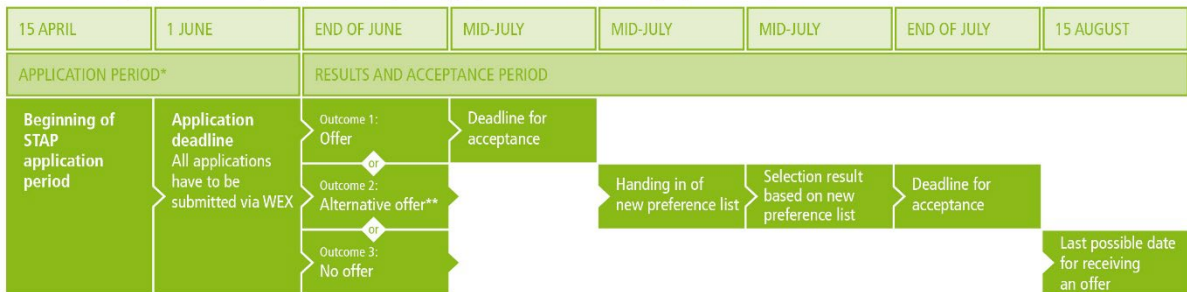 15 APRIL
1 JUNE
END OF JUNE
MID-JULY
MID-JULY
MID-JULY
END OF JULY
15 AUGUST
APPLICATION PERIOD*
RESULTS AND ACCEPTANCE PERIOD
Beginning of
STAP
application
period
Application
deadline
All applications
have to be
submitted via WEX
Outcome 1:
Offer
or
Outcome 2:
Alternative offer**
or
Outcome 3:
No offer
Deadline for
acceptance
Handing in of
new preference list
Selection result
based on new
preference list
Deadline for
acceptance
Last possible date
for receiving
an offer